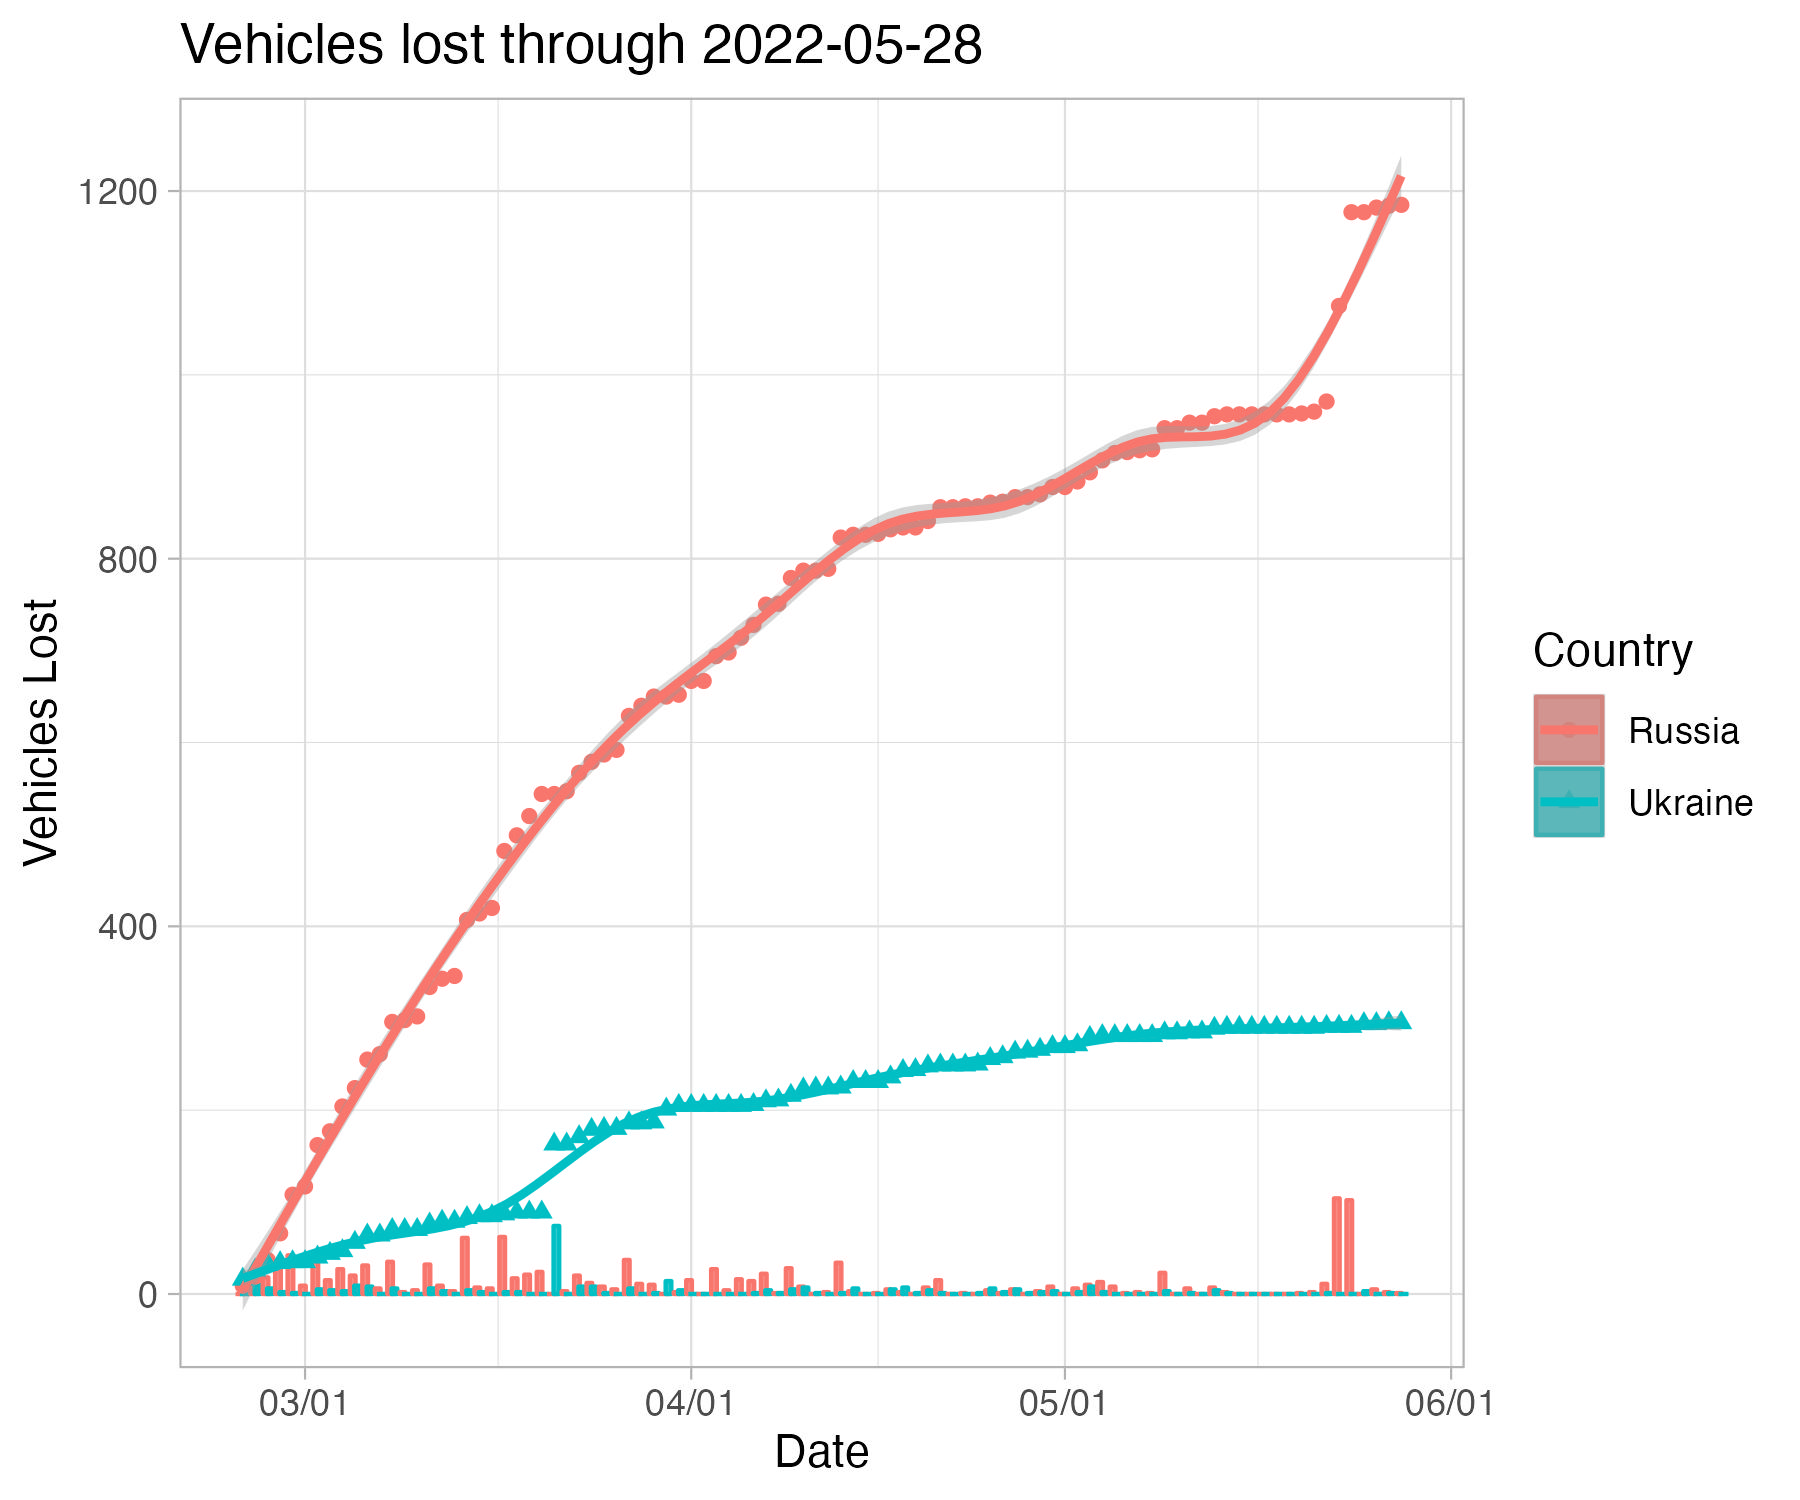 Vehicles lost through 2022-05-28
1200
800
400
0
Vehicles Lost
03/01
04/01
05/01
06/01
Date
Country
Russia
Ukraine